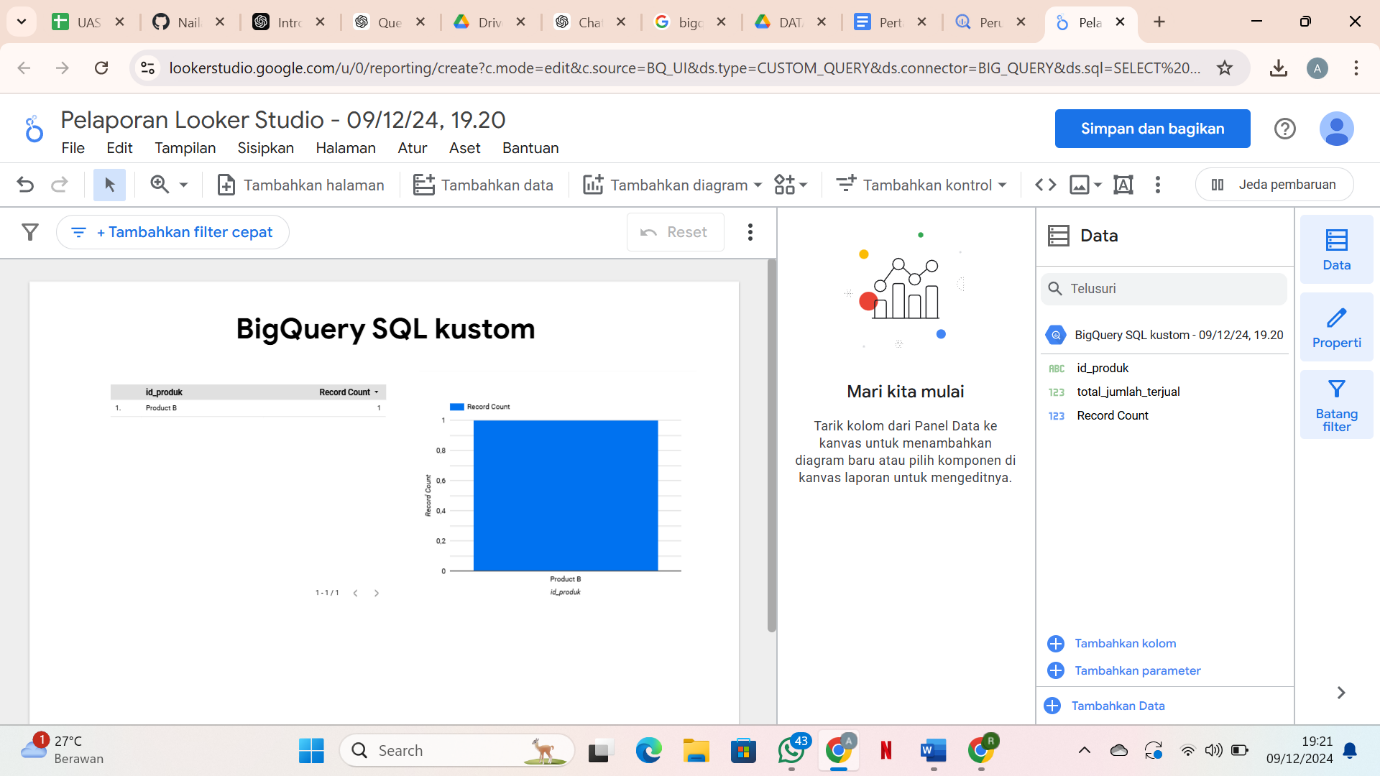 UAS
Nail
Intro
Que
Driv
Chat
bigq
DAT
Pert
Peru
Pela
lookerstudio.google.com/u/0/reporting/create?c.mode=edit&c.source=BQ_UI&ds.type=CUSTOM_QUERY&ds.connector=BIG_QUERY&ds.sql=SELECT%20...
A
Pelaporan Looker Studio - 09/12/24, 19.20
File Edit Tampilan Sisipkan Halaman Atur Aset Bantuan
Simpan dan bagikan
Tambahkan halaman
Tambahkan data
Tambahkan diagram
Tambahkan kontrol
Jeda pembaruan
+ Tambahkan filter cepat
Reset
BigQuery SQL kustom
id_produk Record Count
1. Product B 1
1 - 1 / 1
Record Count
1
0,8
0,6
0,4
0,2
0
Record Count
Product B
id_produk
Mari kita mulai
Tarik kolom dari Panel Data ke
kanvas untuk menambahkan
diagram baru atau pilih komponen di
kanvas laporan untuk mengeditnya.
Data
Telusuri
BigQuery SQL kustom - 09/12/24, 19.20
ABC id_produk
123 total_jumlah_terjual
123 Record Count
Tambahkan kolom
Tambahkan parameter
Tambahkan Data
Data
Properti
Batang
filter
1
27°C
Berawan
Search
43
A
N
W
R
19:21
09/12/2024